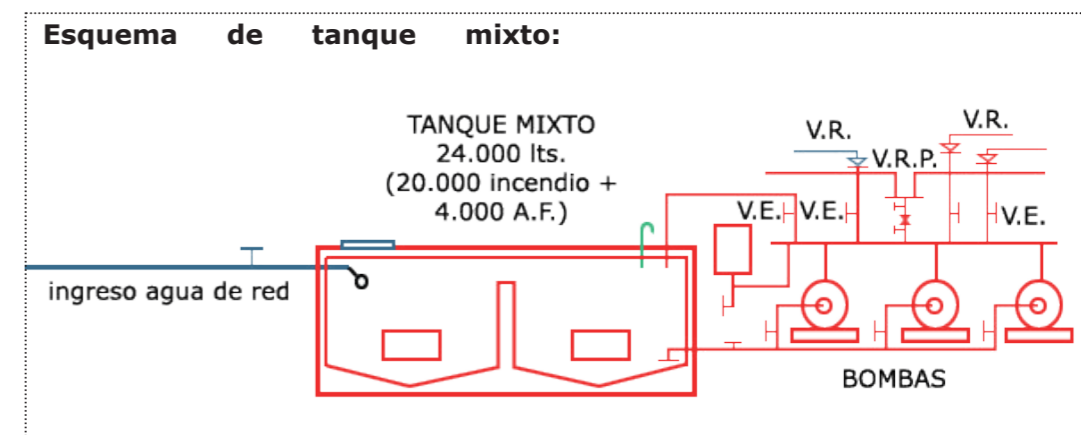 Esquema de tanque mixto:
TANQUE MIXTO
24.000 lts.
(20.000 incendio +
4.000 A.F.)
V.R.
V.R.
V.R.P.
V.E.
V.E.
V.E.
ingreso agua de red
BOMBAS